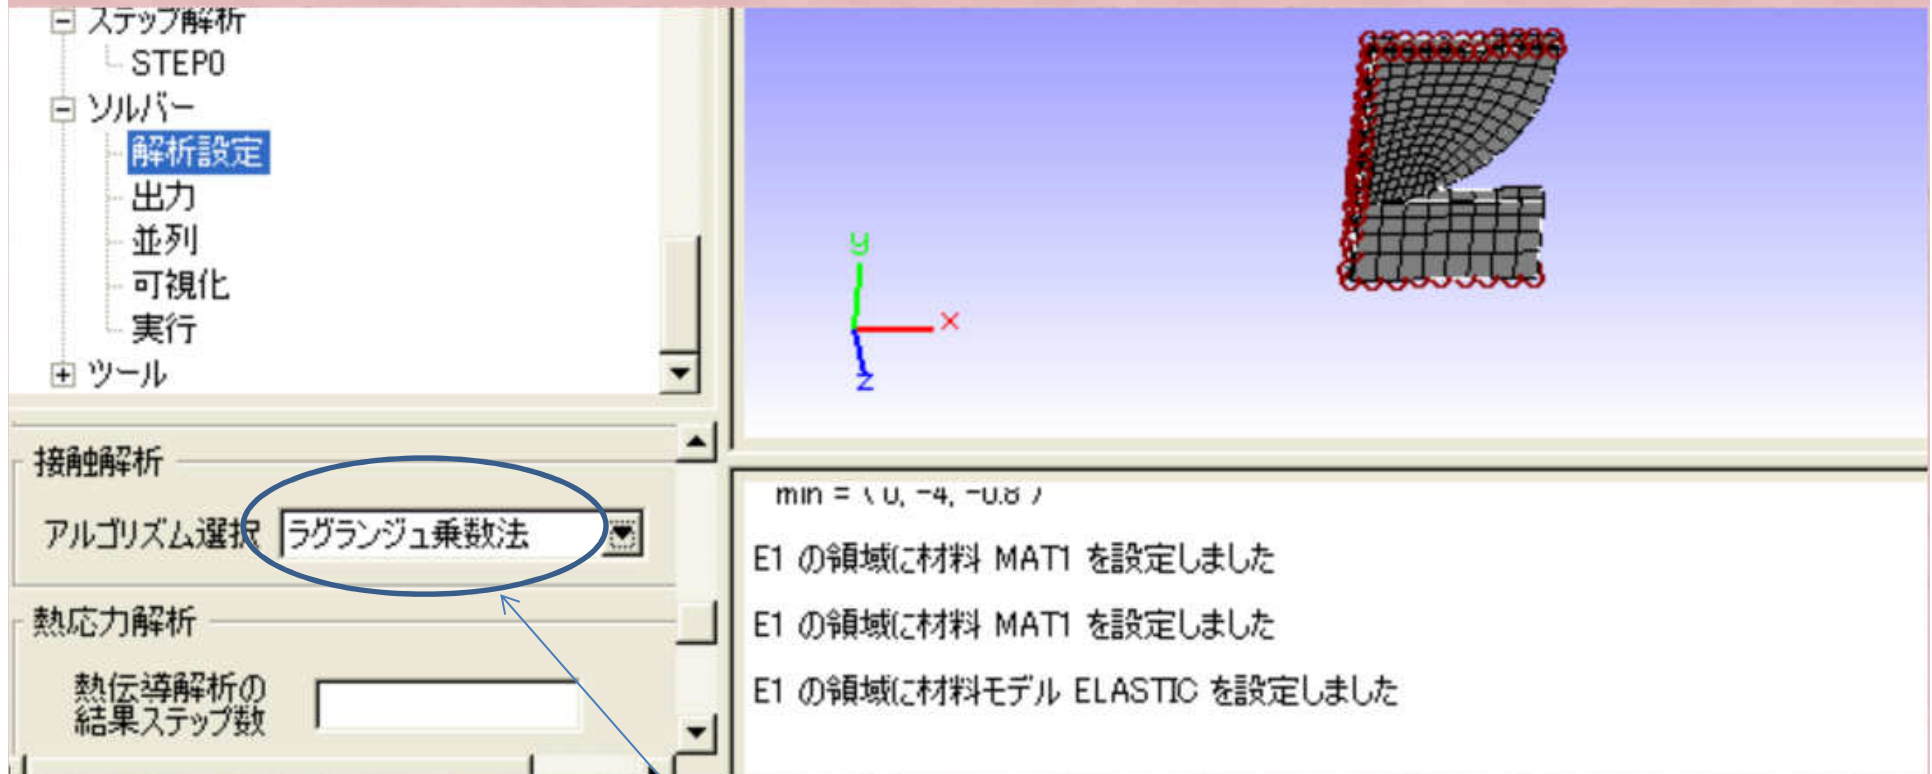 ステップ解析
STEP0
ソルバー
解析設定
出力
並列
可視化
実行
ツール
接触解析
アルゴリズム選択 ラグランジュ乗数法
熱応力解析
熱伝導解析の
結果ステップ数
y
x
z
min = ( 0, -4, -0.8 )
E1 の領域に材料 MAT1 を設定しました
E1 の領域に材料 MAT1 を設定しました
E1 の領域に材料モデル ELASTIC を設定しました